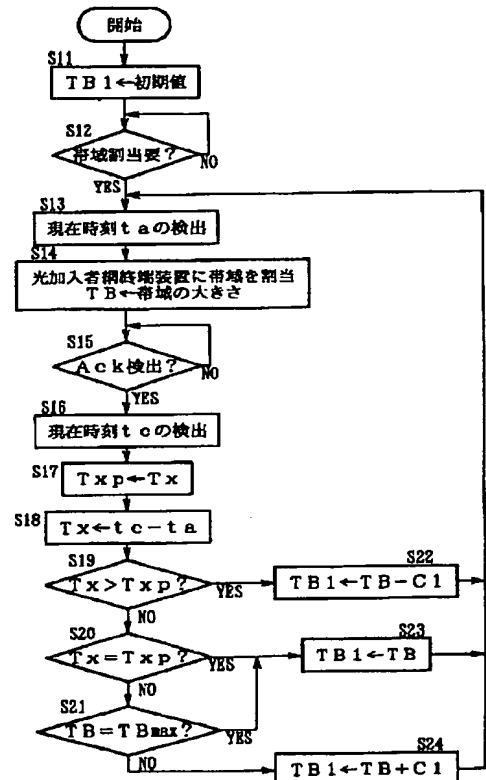 開始
S11
TB1←初期値
S12
帯域割当要?
NO
YES
S13
現在時刻taの検出
S14
光加入者網終端装置に帯域を割当
TB←帯域の大きさ
S15
Ack検出?
NO
YES
S16
現在時刻tcの検出
S17
Txp←Tx
S18
Tx←tc-ta
S19
Tx>Txp?
YES
NO
S22
TB1←TB-C1
S20
Tx=Txp?
YES
NO
S23
TB1←TB
S21
TB=TBmax?
YES
NO
S24
TB1←TB+C1